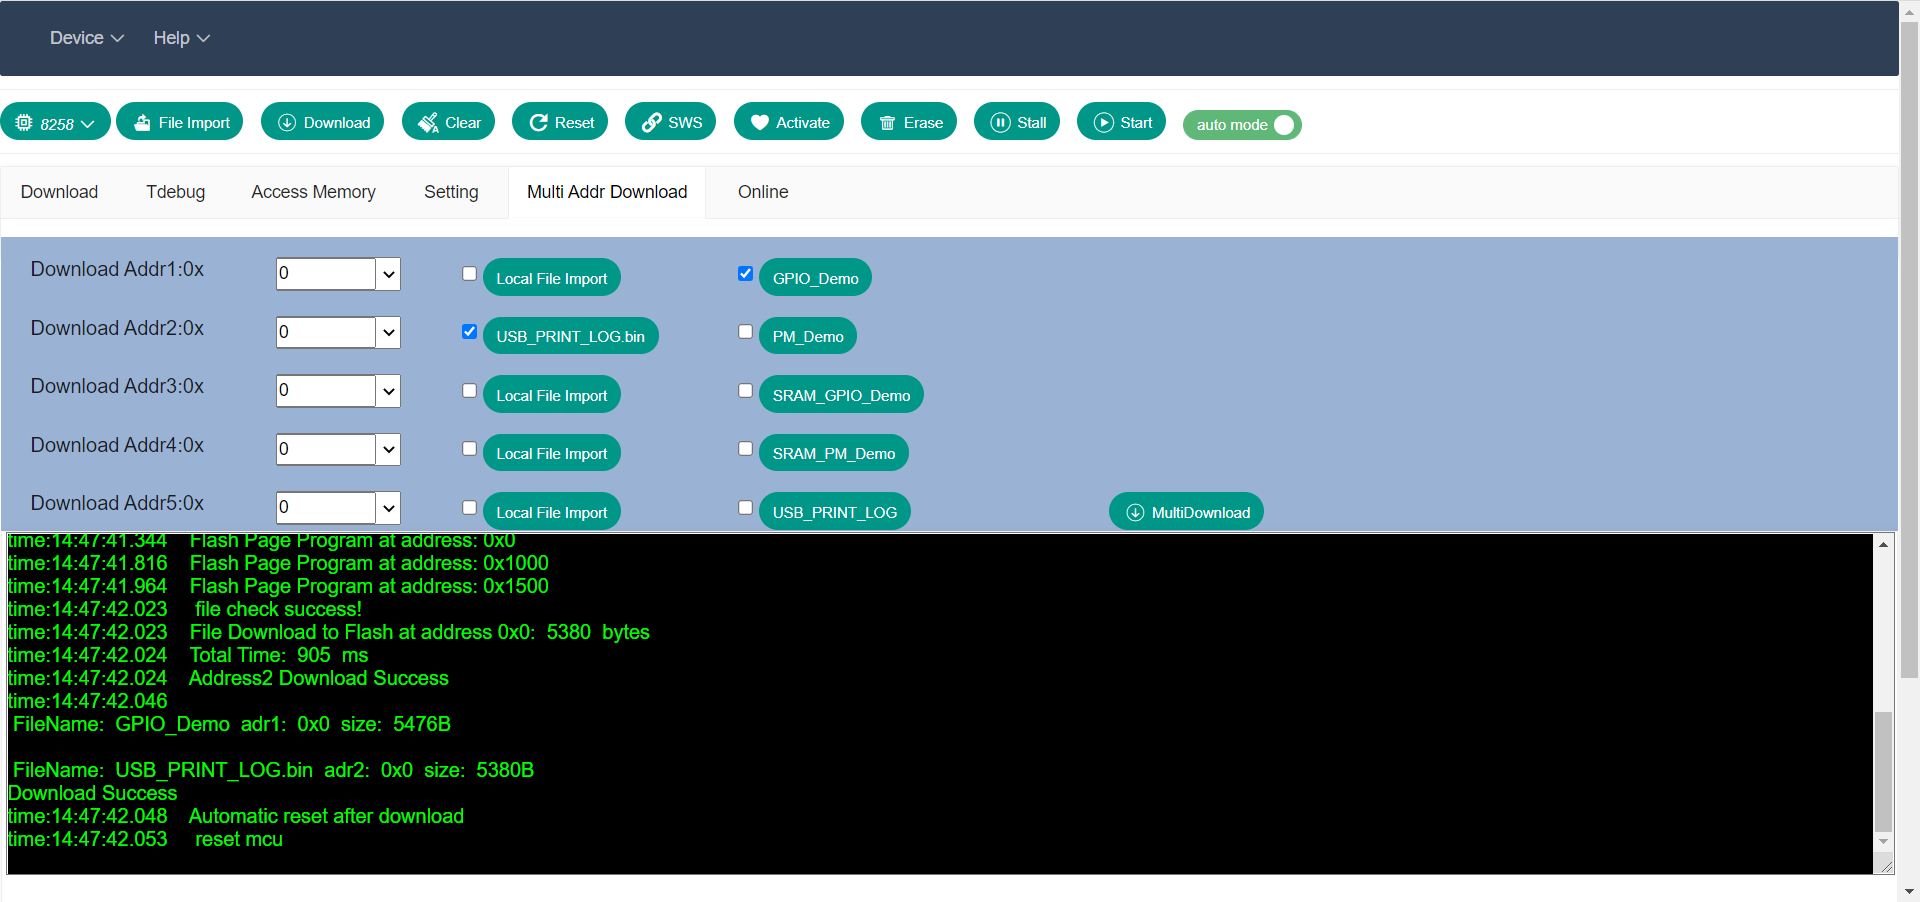 Device Help
8258 File Import Download Clear Reset SWS Activate Erase Stall Start auto mode
Download Tdebug Access Memory Setting Multi Addr Download Online
Download Addr1:0x 0 Local File Import GPIO_Demo
Download Addr2:0x 0 USB_PRINT_LOG.bin PM_Demo
Download Addr3:0x 0 Local File Import SRAM_GPIO_Demo
Download Addr4:0x 0 Local File Import SRAM_PM_Demo
Download Addr5:0x 0 Local File Import USB_PRINT_LOG MultiDownload
time:14:47:41.344 Flash Page Program at address: 0x0
time:14:47:41.816 Flash Page Program at address: 0x1000
time:14:47:41.964 Flash Page Program at address: 0x1500
time:14:47:42.023 file check success!
time:14:47:42.023 File Download to Flash at address 0x0: 5380 bytes
time:14:47:42.024 Total Time: 905 ms
time:14:47:42.024 Address2 Download Success
time:14:47:42.046
FileName: GPIO_Demo adr1: 0x0 size: 5476B
FileName: USB_PRINT_LOG.bin adr2: 0x0 size: 5380B
Download Success
time:14:47:42.048 Automatic reset after download
time:14:47:42.053 reset mcu